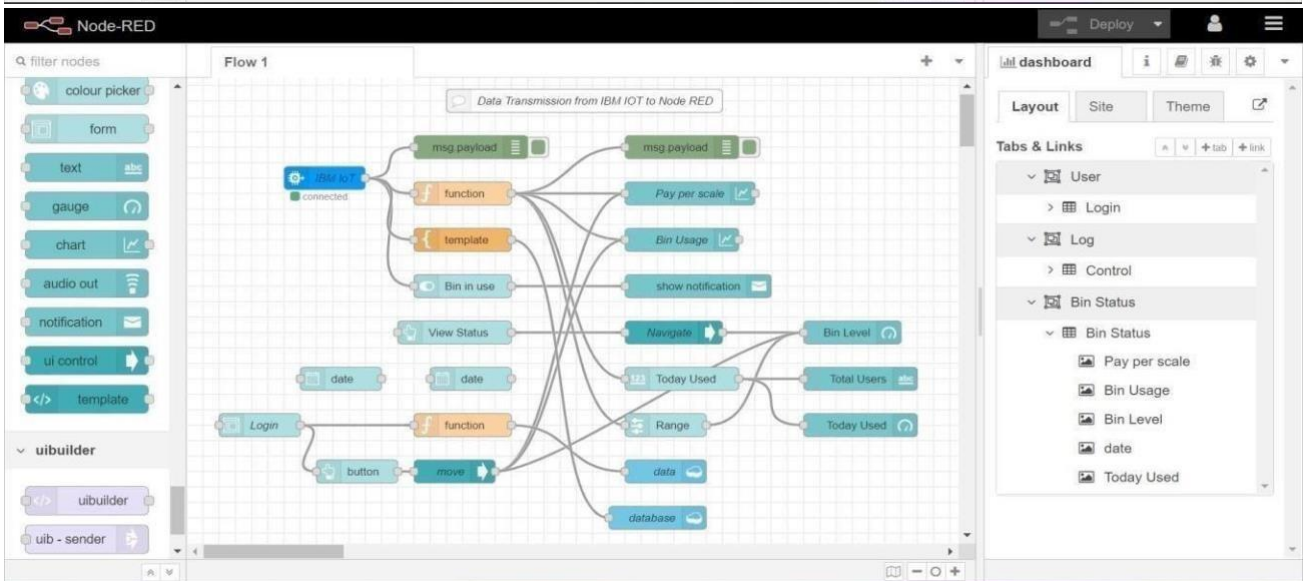 Node-RED
Deploy
filter nodes
colour picker
form
text
abc
gauge
chart
audio out
notification
ui control
template
uibuilder
uibuilder
uib - sender
Flow 1
Data Transmission from IBM IOT to Node RED
IBM IoT
connected
msg.payload
msg.payload
function
Pay per scale
template
Bin Usage
Bin in use
show notification
View Status
Navigate
Bin Level
date
date
123
Today Used
Total Users
abc
Login
function
Range
Today Used
button
move
data
database
dashboard
i
Layout
Site
Theme
Tabs & Links
+ tab
+ link
User
Login
Log
Control
Bin Status
Bin Status
Pay per scale
Bin Usage
Bin Level
date
Today Used